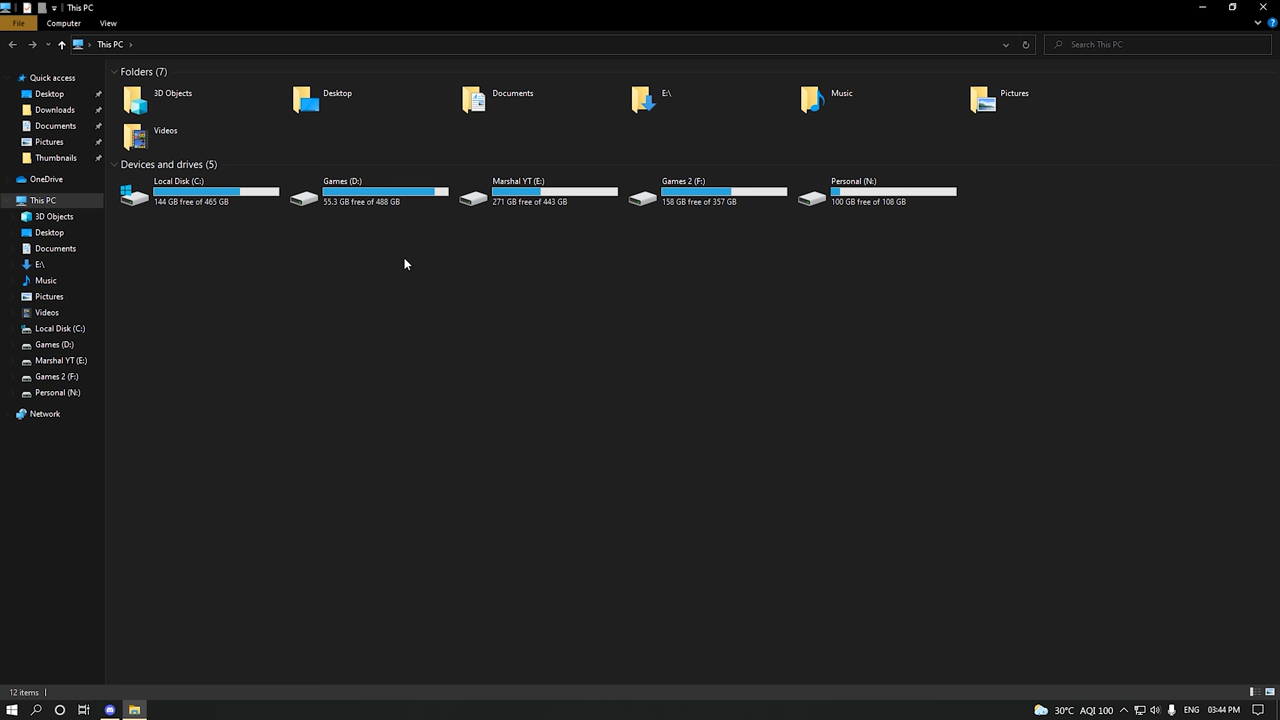 This PC
File Computer View
This PC
Search This PC
Quick access
Desktop
Downloads
Documents
Pictures
Thumbnails
OneDrive
This PC
3D Objects
Desktop
Documents
E:\
Music
Pictures
Videos
Local Disk (C:)
Games (D:)
Marshal YT (E:)
Games 2 (F:)
Personal (N:)
Network
Folders (7)
3D Objects Desktop Documents E:\ Music Pictures
Videos
Devices and drives (5)
Local Disk (C:) Games (D:) Marshal YT (E:) Games 2 (F:) Personal (N:)
144 GB free of 465 GB 55.3 GB free of 488 GB 271 GB free of 443 GB 158 GB free of 357 GB 100 GB free of 108 GB
12 items
30°C AQI 100 ENG 03:44 PM